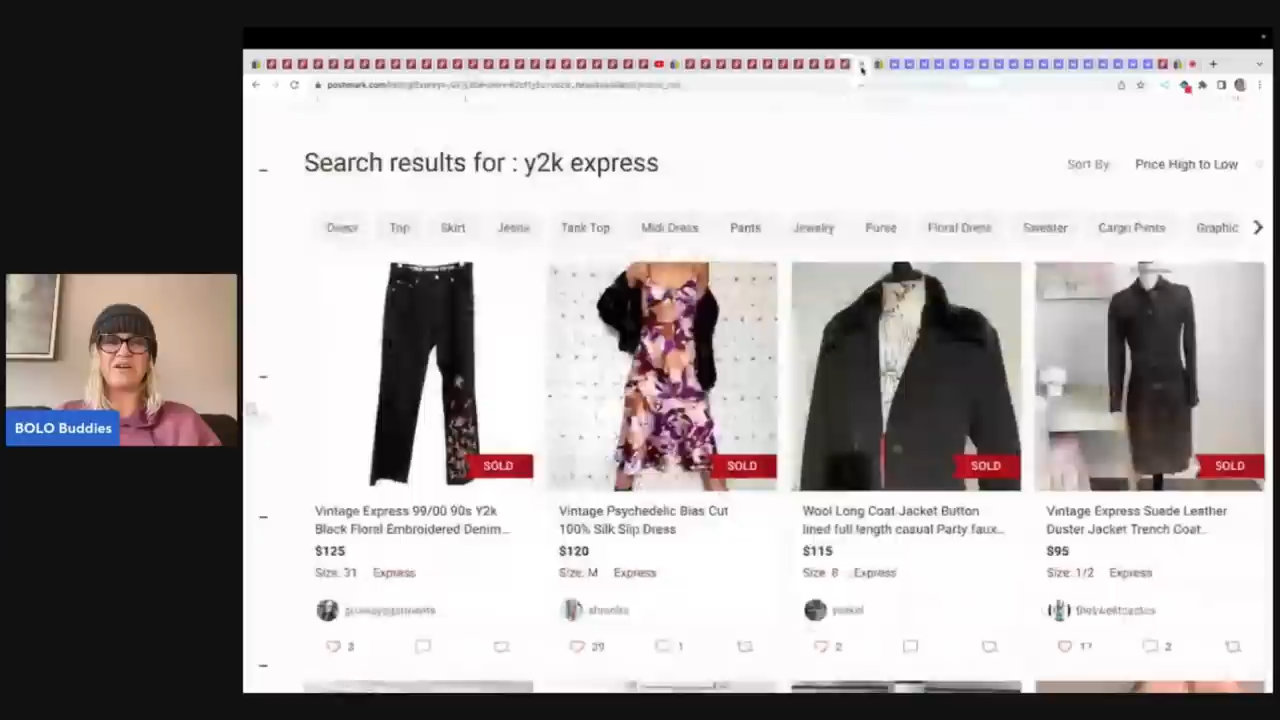 Search results for : y2k express
Sort By Price High to Low
Dress Top Skirt Jeans Tank Top Midi Dress Pants Jewelry Purse Floral Dress Sweater Cargo Pants Graphic
SOLD SOLD SOLD SOLD
Vintage Express 99/00 90s Y2k
Black Floral Embroidered Denim...
$125
Size: 31 Express
3
Vintage Psychedelic Bias Cut
100% Silk Slip Dress
$120
Size: M Express
1
Wool Long Coat Jacket Button
lined full length casual Party faux...
$115
Size: 8 Express
2
Vintage Express Suede Leather
Duster Jacket Trench Coat...
$95
Size: 1/2 Express
2
BOLO Buddies